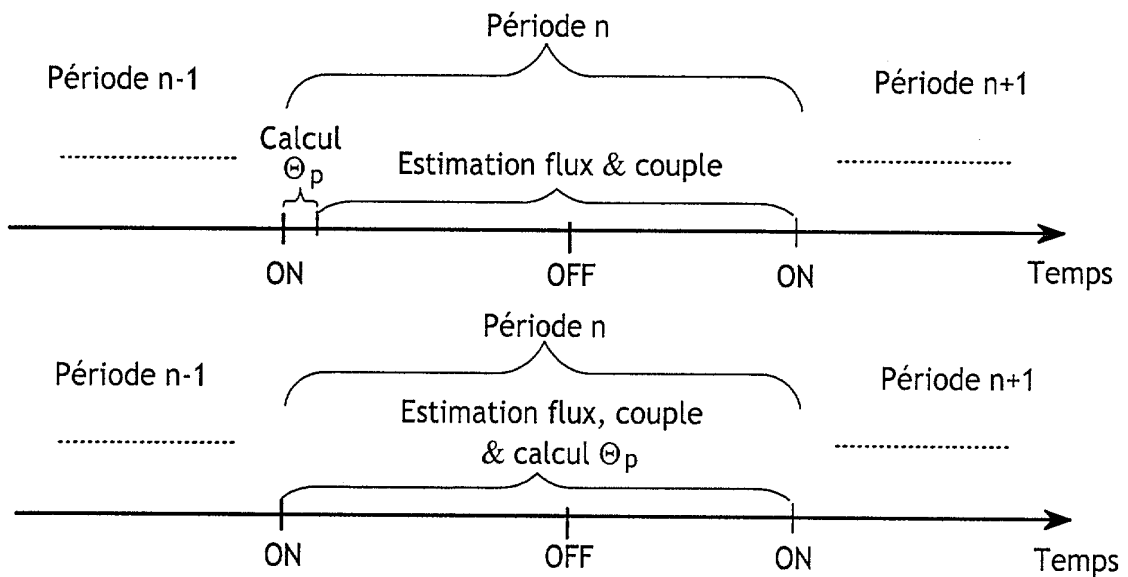 Période n
Période n-1
Période n+1
Calcul
Θp
Estimation flux & couple
ON
OFF
ON
Temps
Période n
Période n-1
Période n+1
Estimation flux, couple
& calcul Θp
ON
OFF
ON
Temps